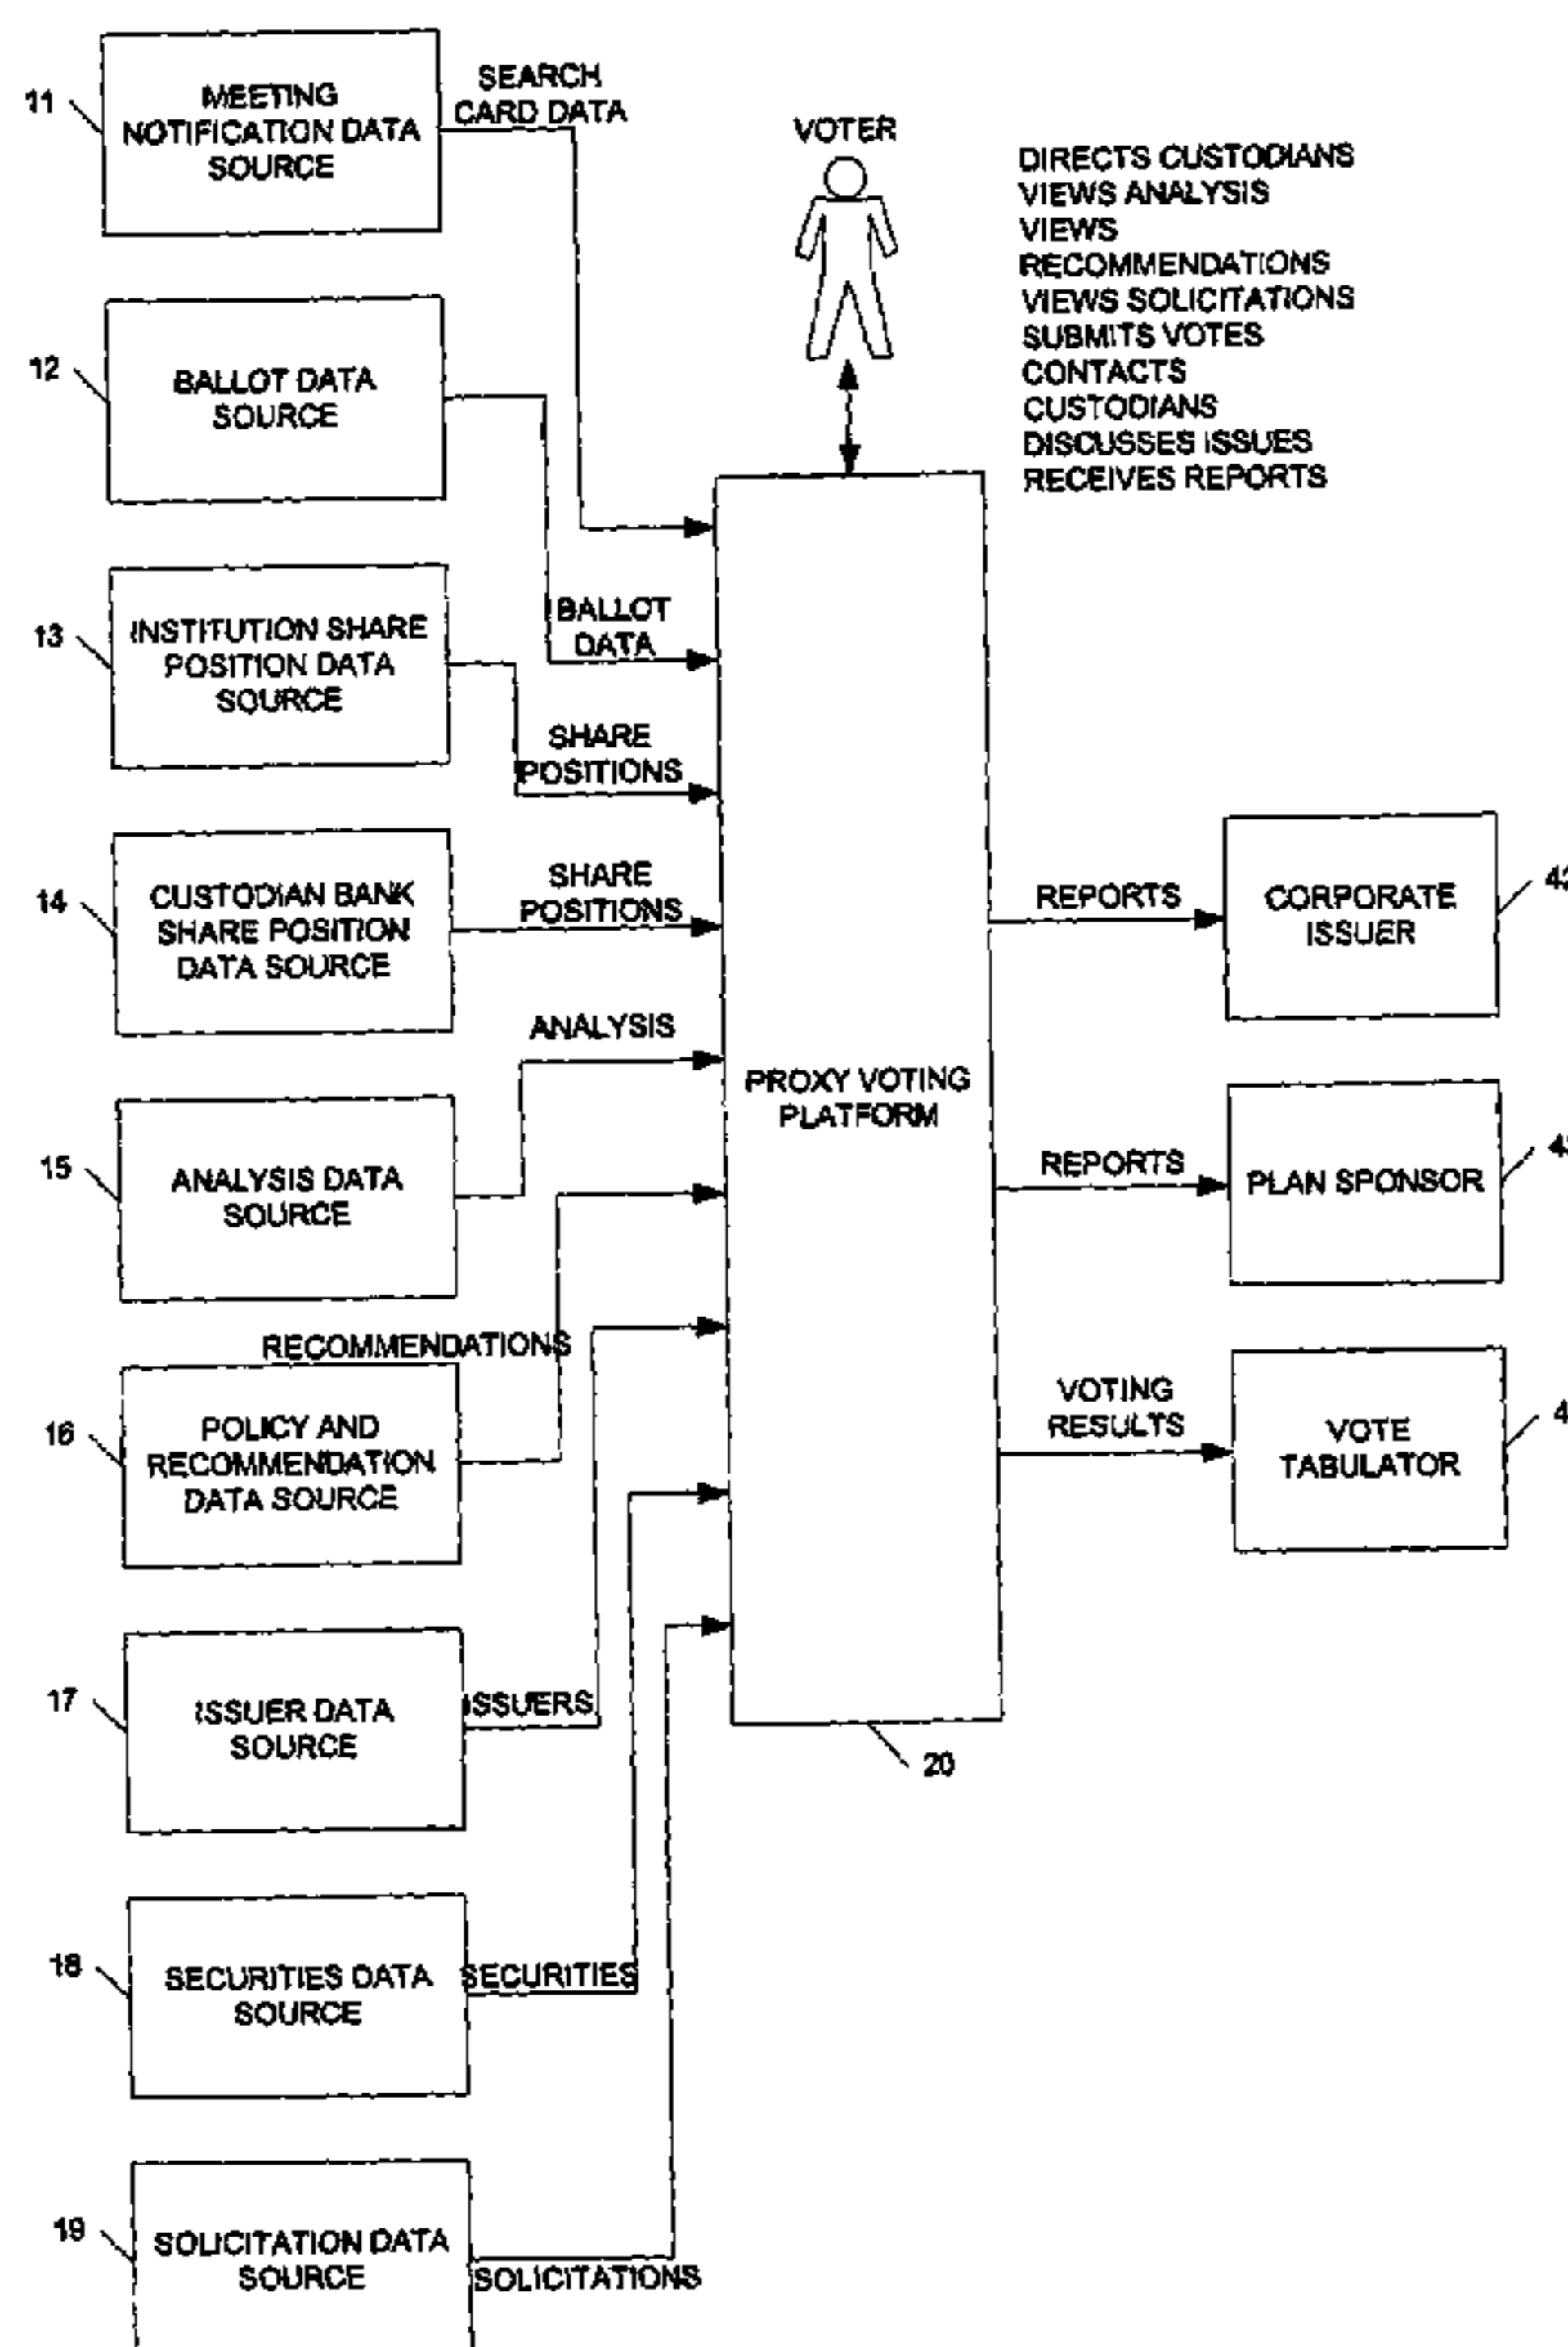 11
MEETING
NOTIFICATION DATA
SOURCE
SEARCH
CARD DATA
VOTER
DIRECTS CUSTODIANS
VIEWS ANALYSIS
VIEWS
RECOMMENDATIONS
VIEWS SOLICITATIONS
SUBMITS VOTES
CONTACTS
CUSTODIANS
DISCUSSES ISSUES
RECEIVES REPORTS
12
BALLOT DATA
SOURCE
BALLOT
DATA
13
INSTITUTION SHARE
POSITION DATA
SOURCE
SHARE
POSITIONS
14
CUSTODIAN BANK
SHARE POSITION
DATA SOURCE
SHARE
POSITIONS
15
ANALYSIS DATA
SOURCE
ANALYSIS
16
POLICY AND
RECOMMENDATION
DATA SOURCE
RECOMMENDATIONS
17
ISSUER DATA
SOURCE
ISSUERS
18
SECURITIES DATA
SOURCE
SECURITIES
19
SOLICITATION DATA
SOURCE
SOLICITATIONS
PROXY VOTING
PLATFORM
20
REPORTS
CORPORATE
ISSUER
REPORTS
PLAN SPONSOR
VOTING
RESULTS
VOTE
TABULATOR